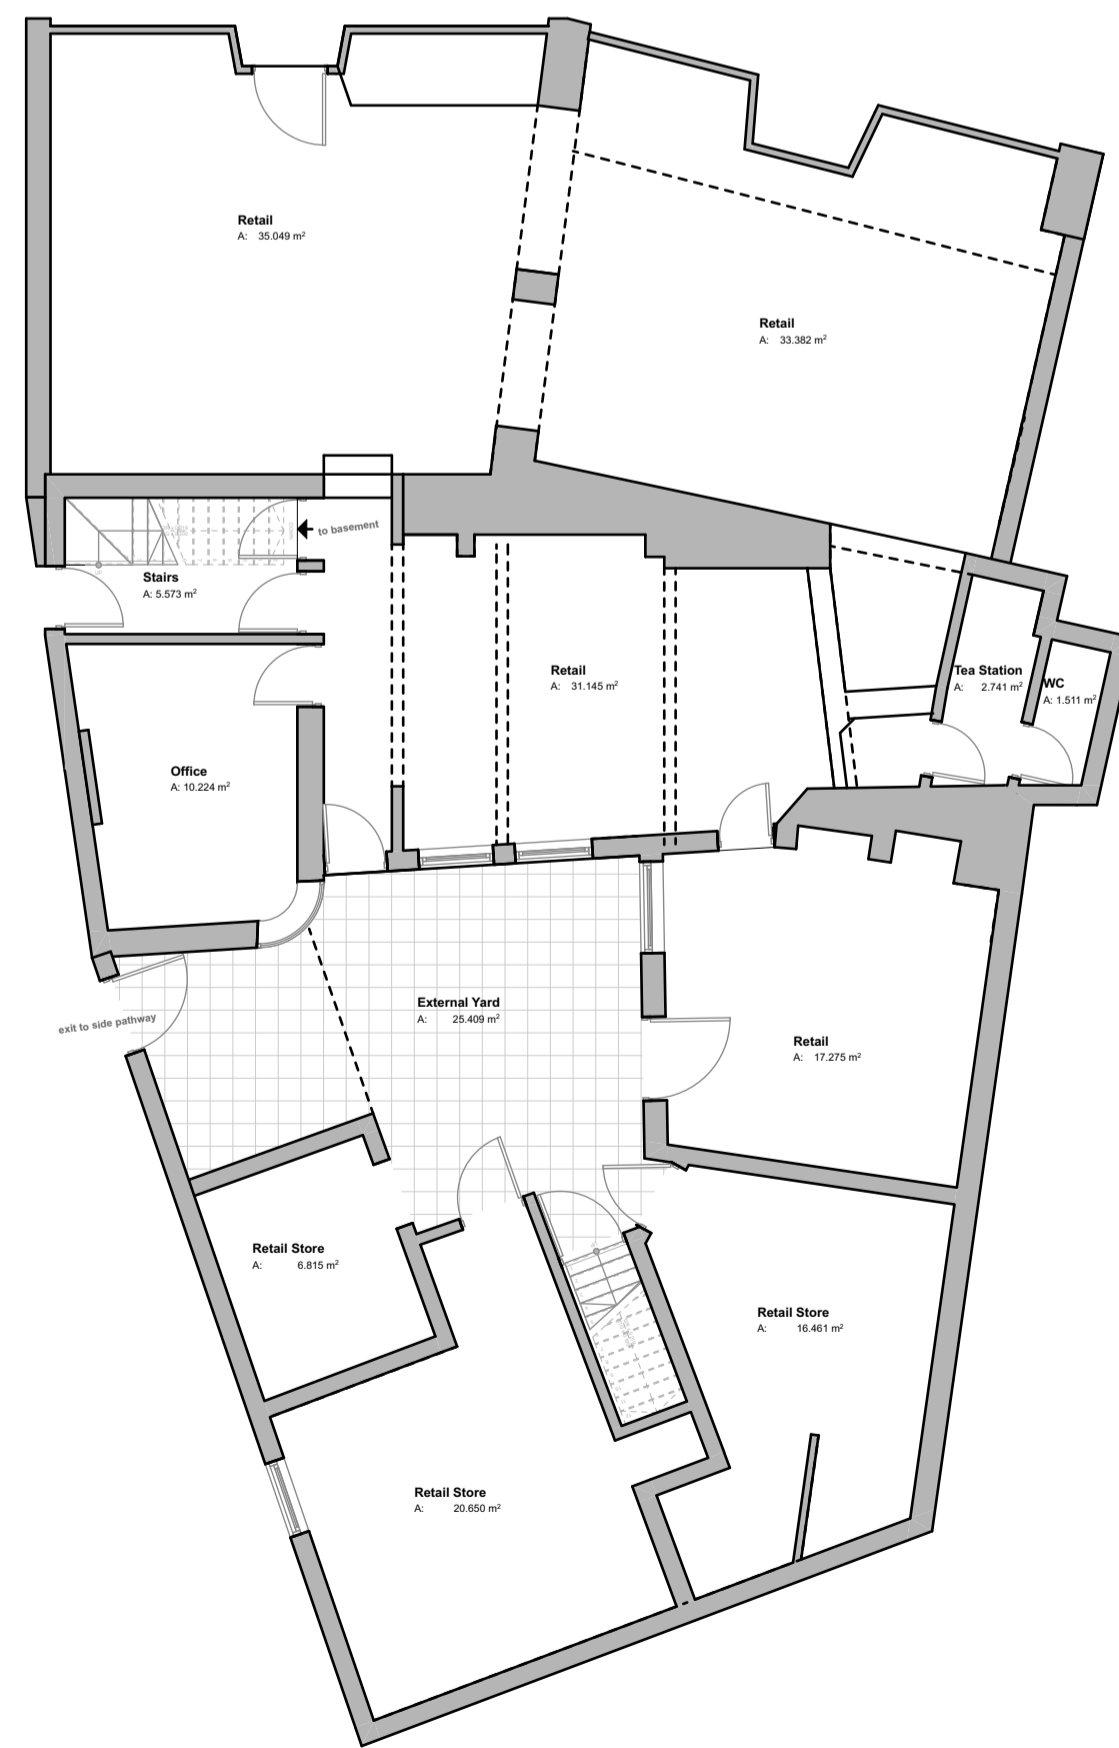 Retail
A: 35.049 m²
Retail
A: 33.382 m²
to basement
Stairs
A: 5.573 m²
Retail
A: 31.145 m²
Tea Station
A: 2.741 m²
WC
A: 1.511 m²
Office
A: 10.224 m²
External Yard
A: 25.409 m²
exit to side pathway
Retail
A: 17.275 m²
Retail Store
A: 6.815 m²
Retail Store
A: 16.461 m²
Retail Store
A: 20.650 m²